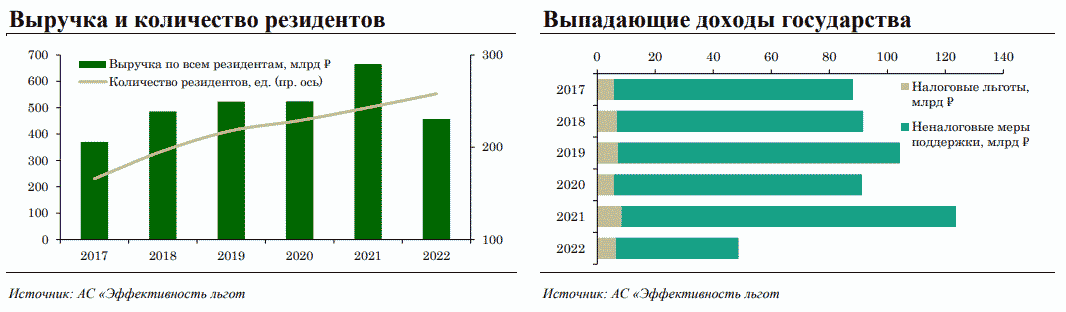 Выручка и количество резидентов
700
600
500
400
300
200
100
0
300
200
100
Выручка по всем резидентам, млрд ₽
Количество резидентов, ед. (пр. ось)
2017 2018 2019 2020 2021 2022
Источник: АС «Эффективность льгот
Выпадающие доходы государства
0 20 40 60 80 100 120 140
2017
2018
2019
2020
2021
2022
Налоговые льготы,
млрд ₽
Неналоговые меры
поддержки, млрд ₽
Источник: АС «Эффективность льгот